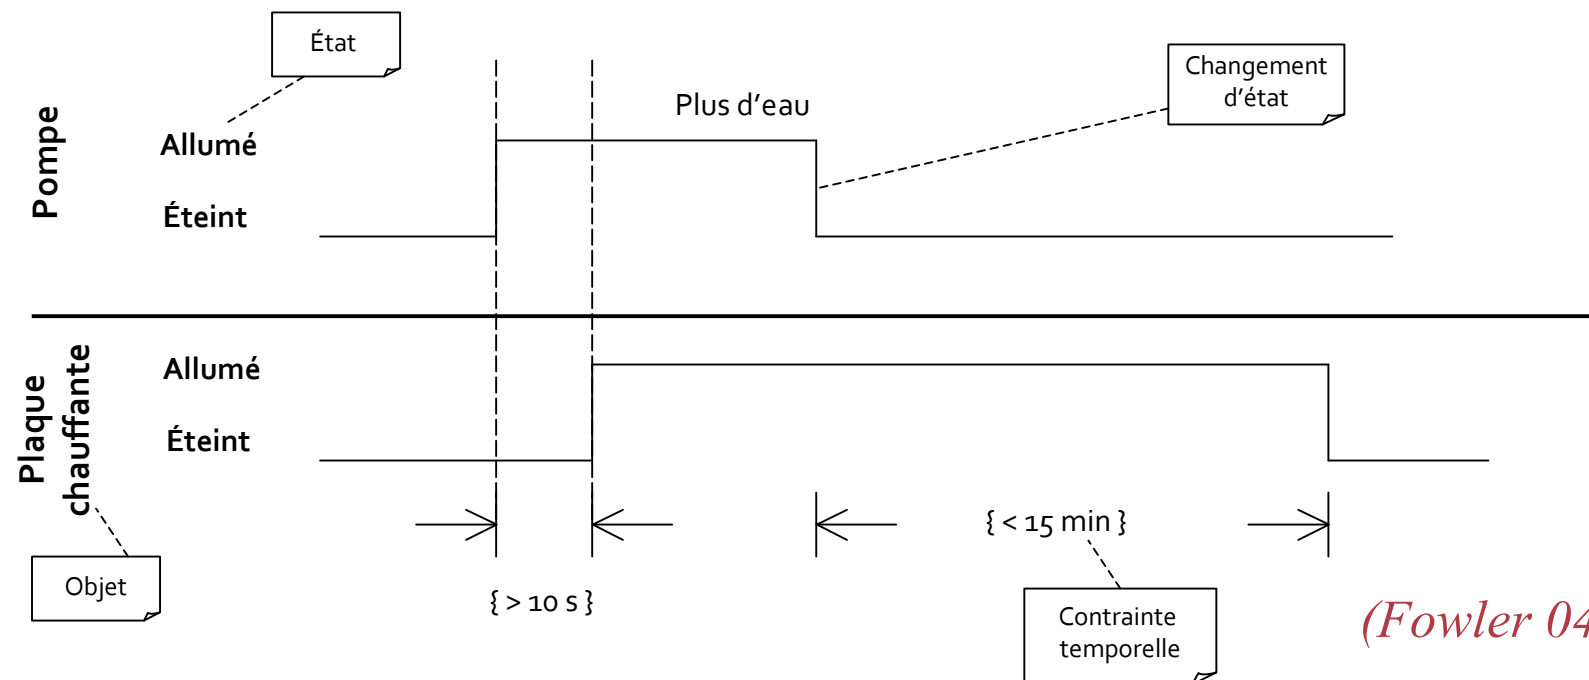 État
Changement
d'état
Plus d'eau
Pompe
Allumé
Éteint
Plaque
chauffante
Allumé
Éteint
{ < 15 min }
Objet
{ > 10 s }
Contrainte
temporelle
(Fowler 04